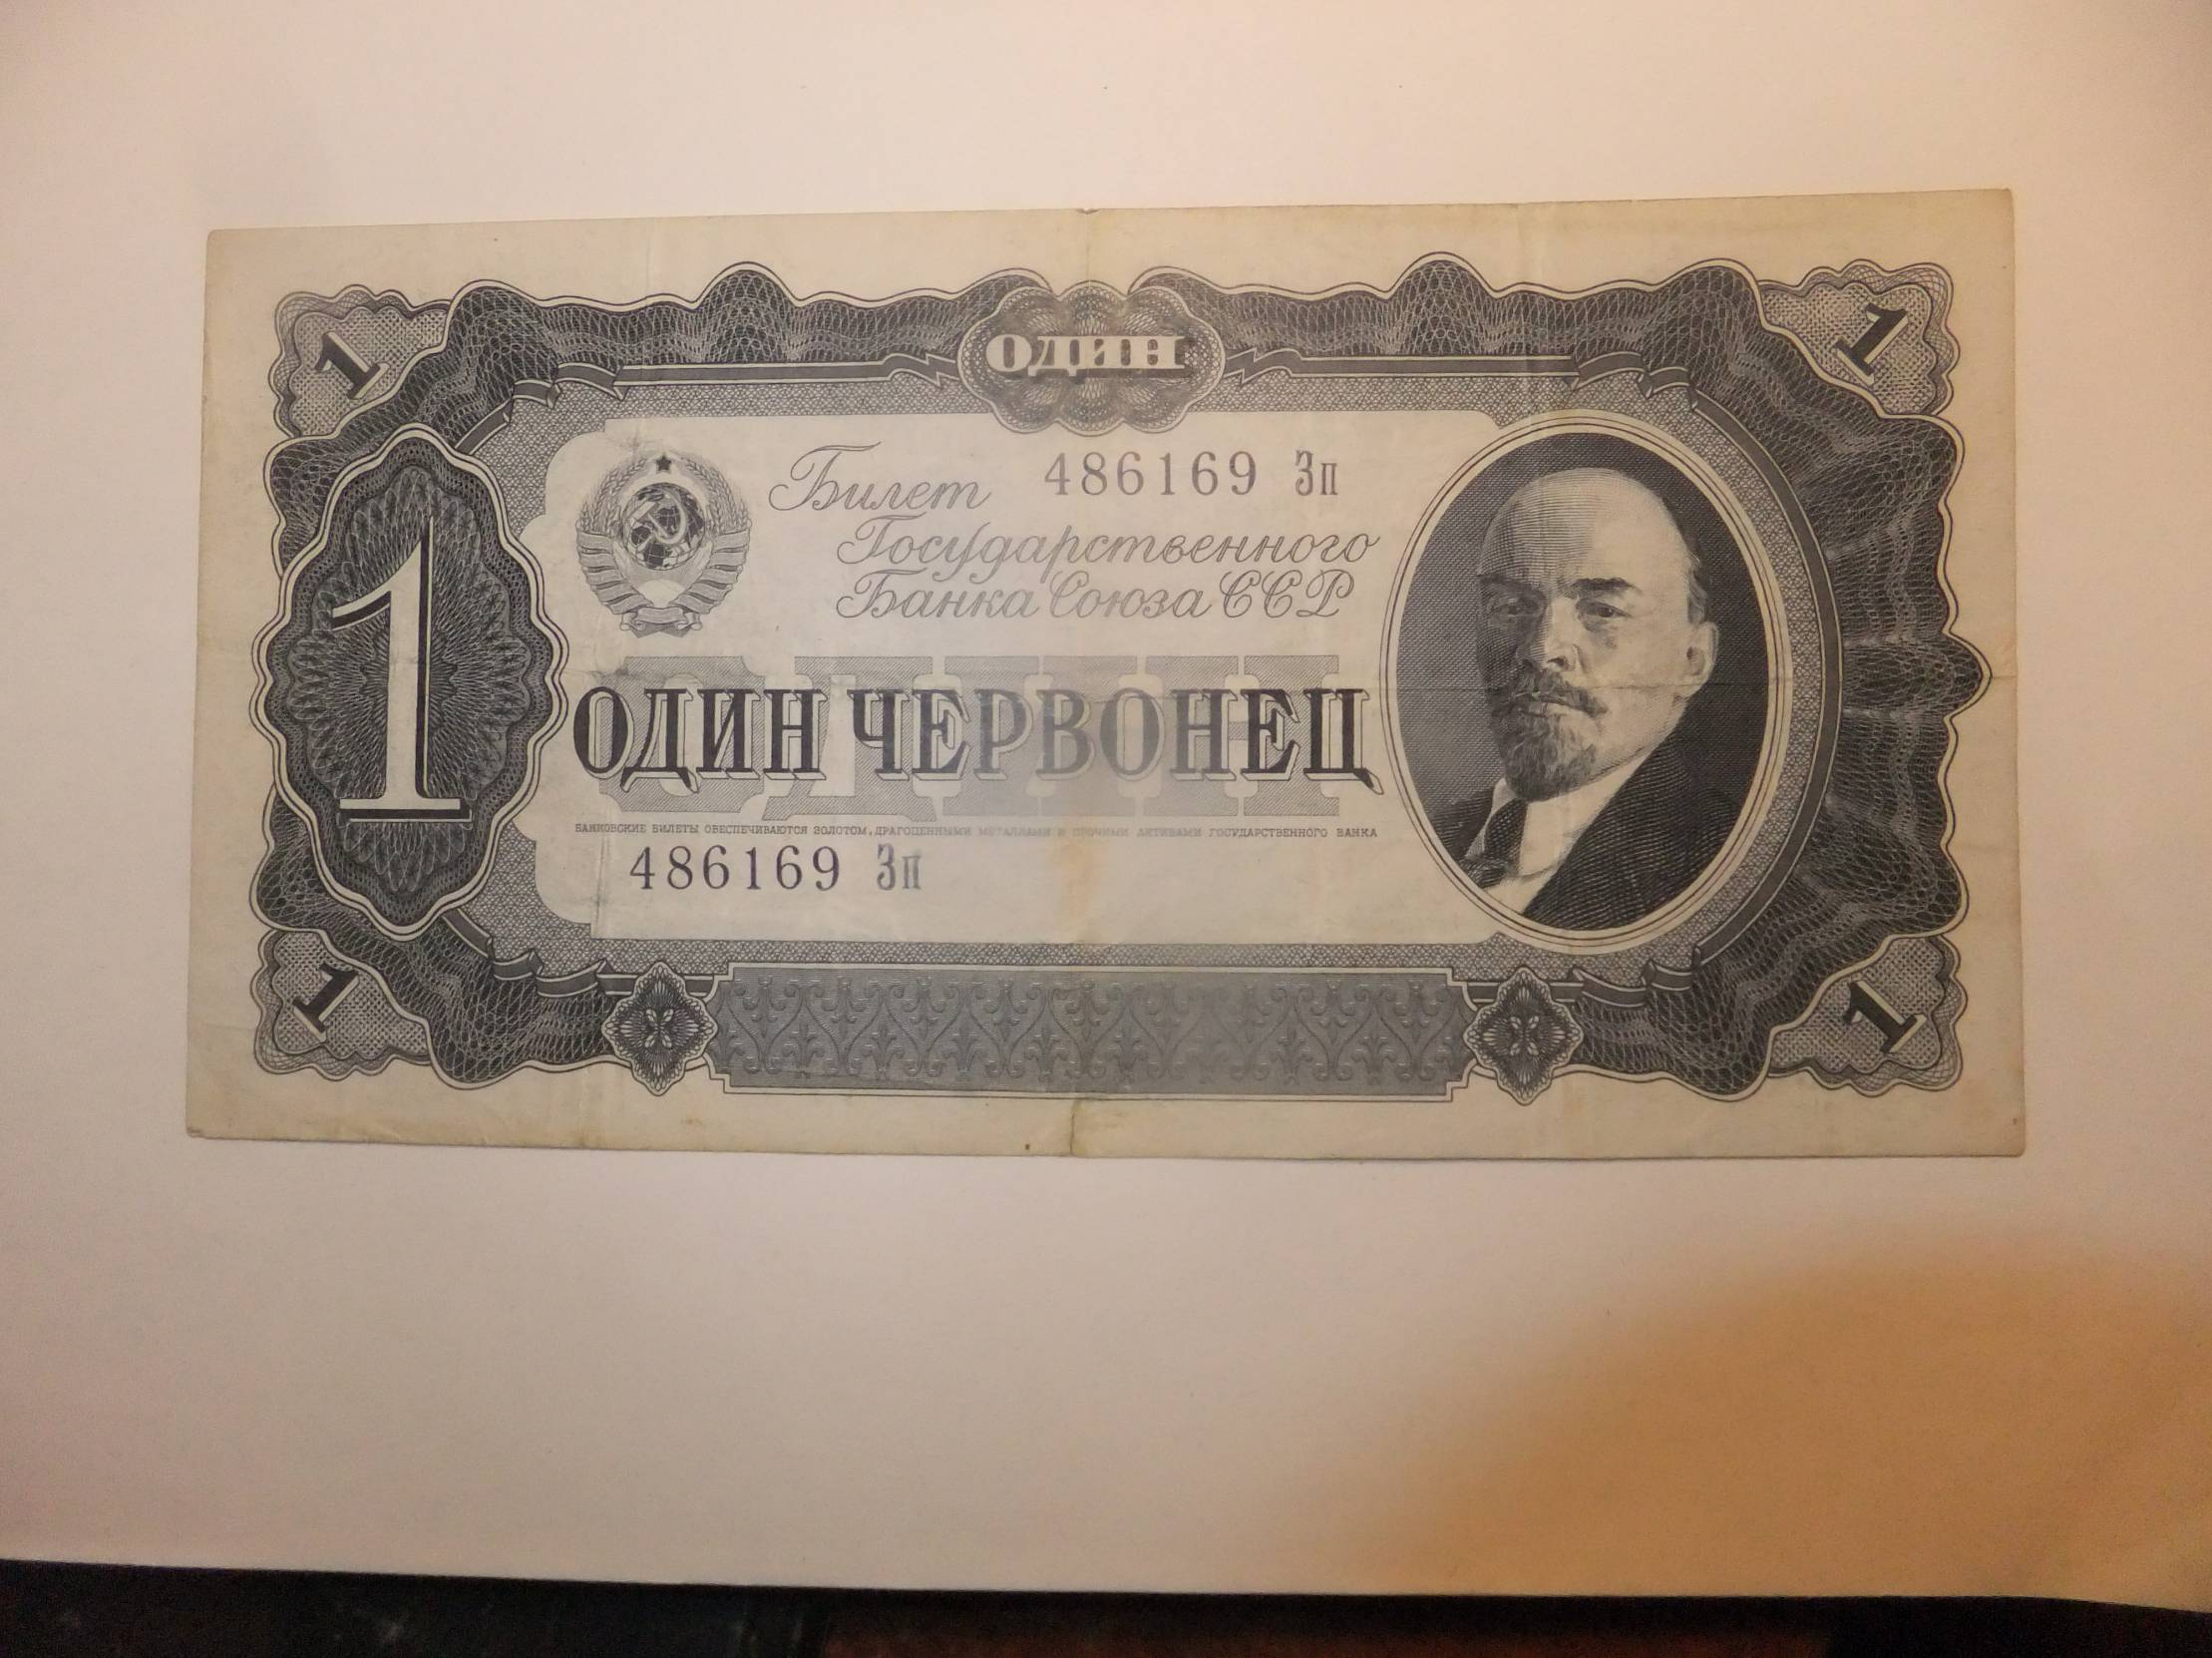 1 ОДИН 1
Билет 486169 Зп
Государственного
Банка Союза ССР
1
ОДИН
ОДИН ЧЕРВОНЕЦ
БАНКОВСКИЕ БИЛЕТЫ ОБЕСПЕЧИВАЮТСЯ ЗОЛОТОМ, ДРАГОЦЕННЫМИ МЕТАЛЛАМИ И ПРОЧИМИ АКТИВАМИ ГОСУДАРСТВЕННОГО БАНКА
486169 Зп
1 1